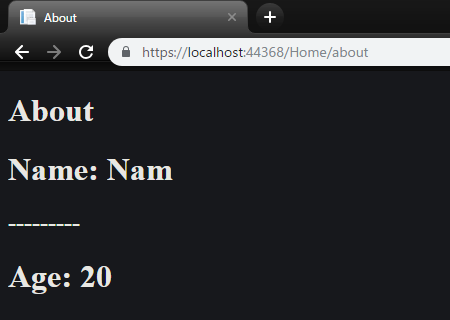 About
https://localhost:44368/Home/about
About
Name: Nam
---------
Age: 20